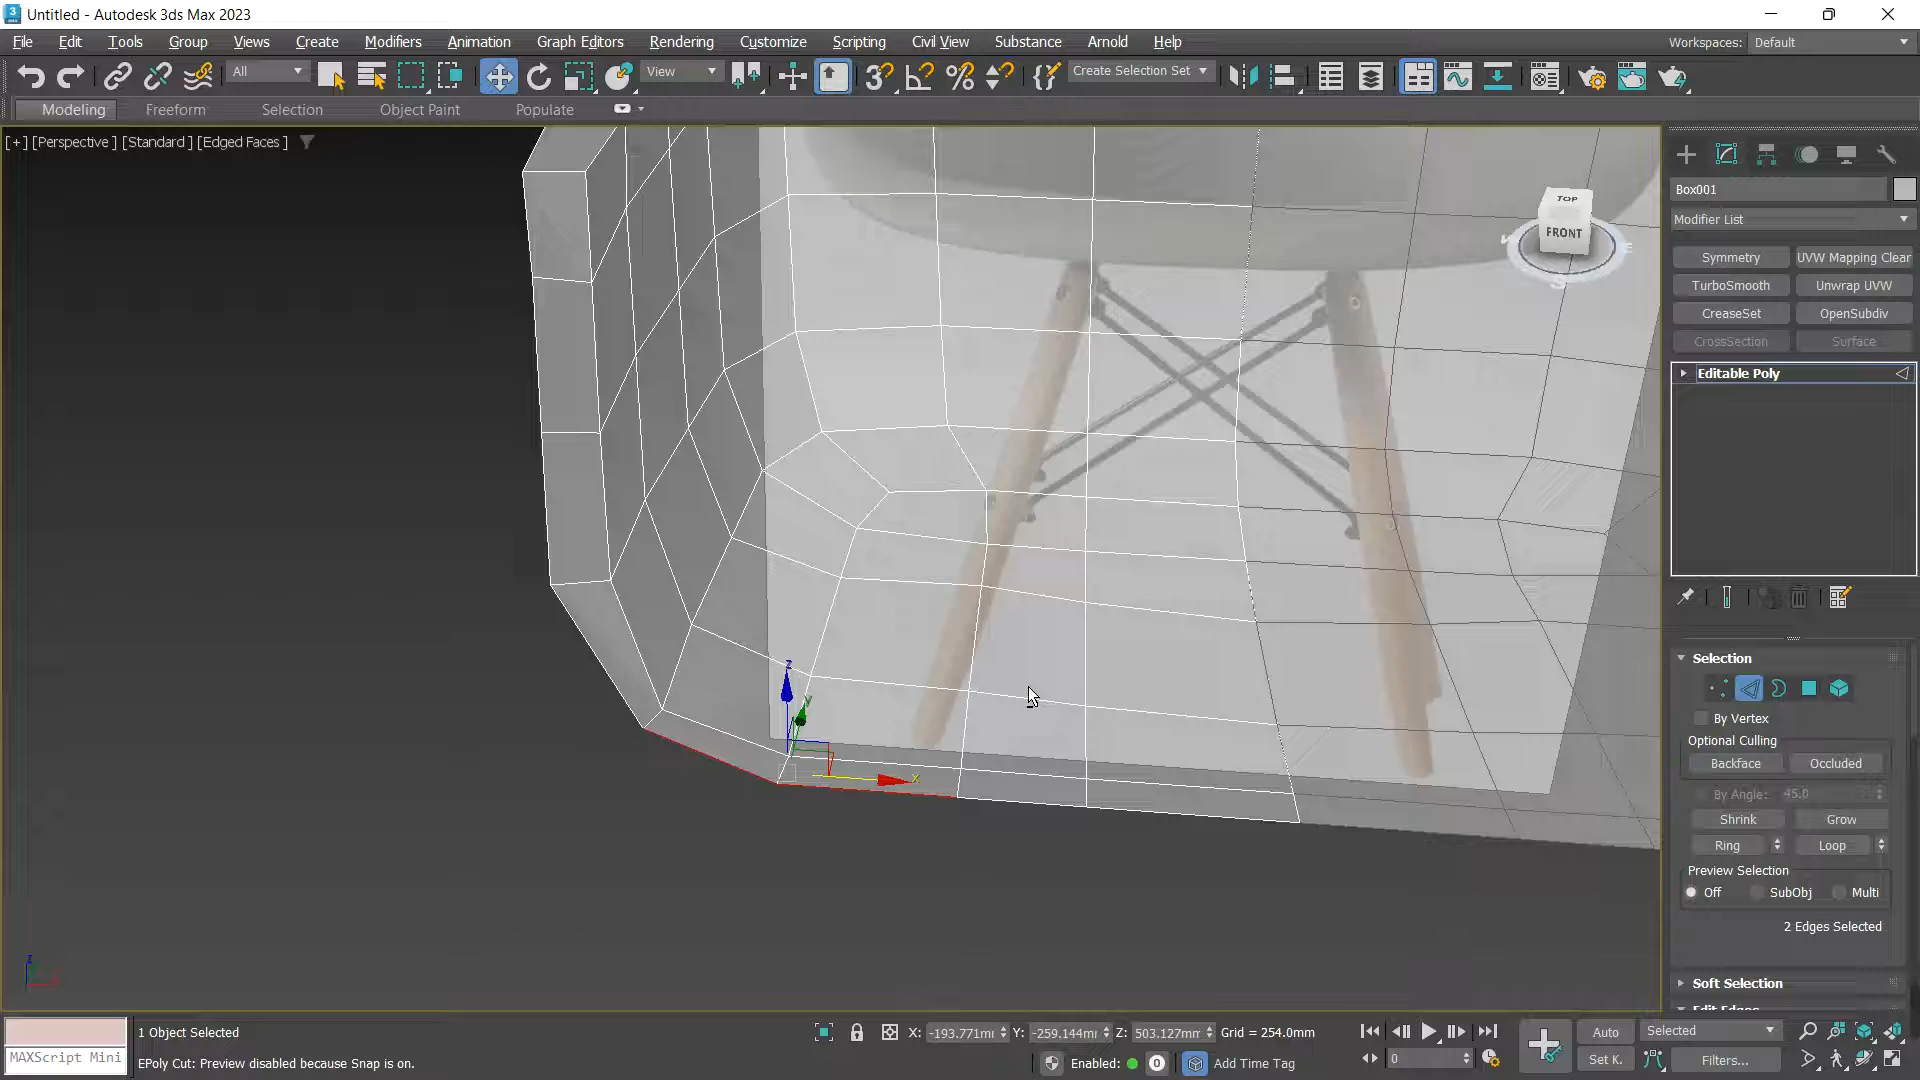 Untitled - Autodesk 3ds Max 2023
File Edit Tools Group Views Create Modifiers Animation Graph Editors Rendering Customize Scripting Civil View Substance Arnold Help Workspaces: Default
All View Create Selection Set
Modeling Freeform Selection Object Paint Populate
[+] [Perspective ] [Standard ] [Edged Faces ]
TOP
FRONT
S
Box001
Modifier List
Symmetry UVW Mapping Clear
TurboSmooth Unwrap UVW
CreaseSet OpenSubdiv
CrossSection Surface
Editable Poly
Selection
By Vertex
Optional Culling
Backface Occluded
By Angle: 45.0
Shrink Grow
Ring Loop
Preview Selection
Off SubObj Multi
2 Edges Selected
Soft Selection
Edit Edges
z
y
x
z
1 Object Selected X: -193.771mm Y: -259.144mm Z: 503.127mm Grid = 254.0mm Auto Selected
MAXScript Mini EPoly Cut: Preview disabled because Snap is on. Enabled: 0 Add Time Tag 0 Set K. Filters...